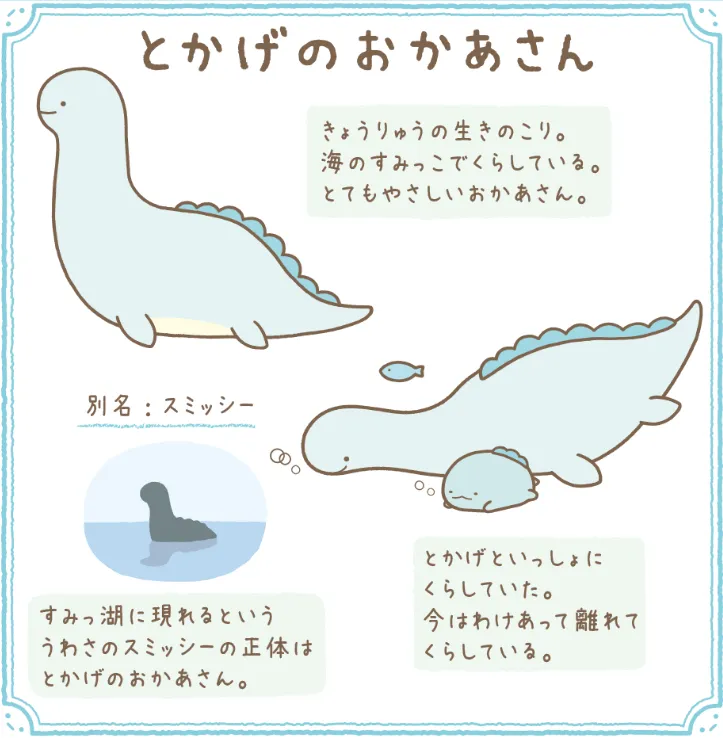 とかげのおかあさん
きょうりゅうの生きのこり。
海のすみっこでくらしている。
とてもやさしいおかあさん。
別名：スミッシー
すみっ湖に現れるという
うわさのスミッシーの正体は
とかげのおかあさん。
とかげといっしょに
くらしていた。
今はわけあって離れて
くらしている。